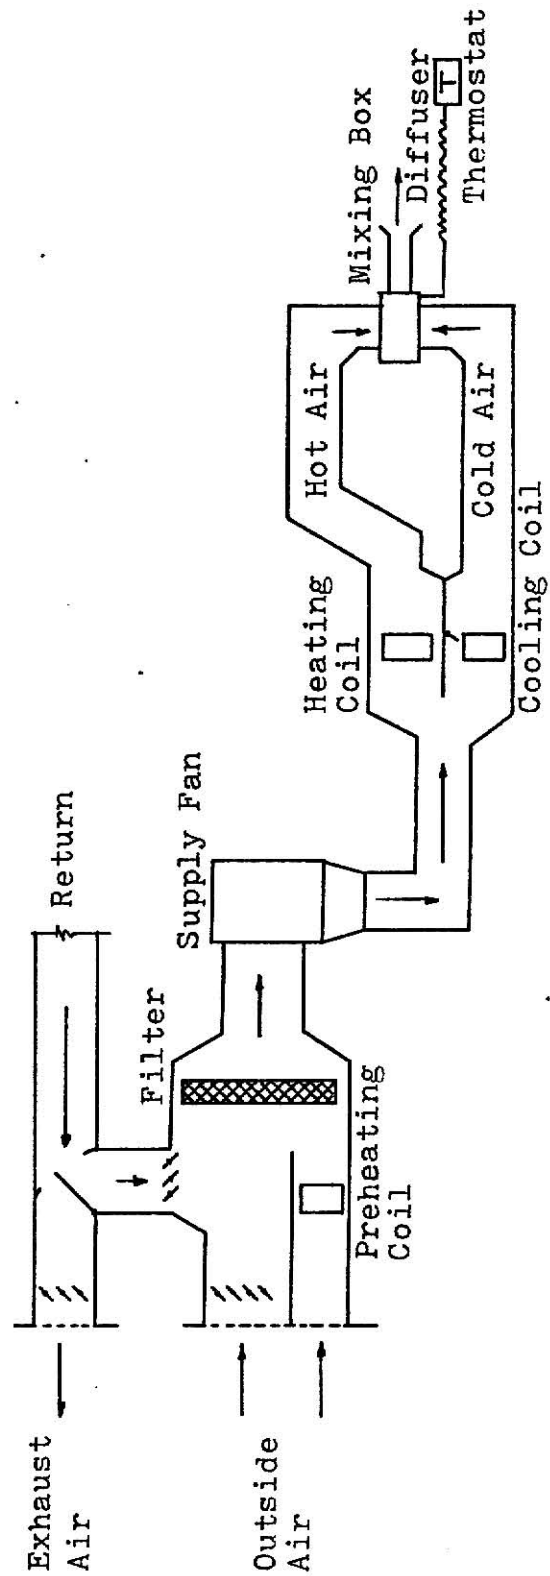 Exhaust
Air
Return
Outside
Air
Filter
Preheating
Coil
Supply Fan
Heating
Coil
Cooling Coil
Hot Air
Cold Air
Mixing Box
Diffuser
T
Thermostat